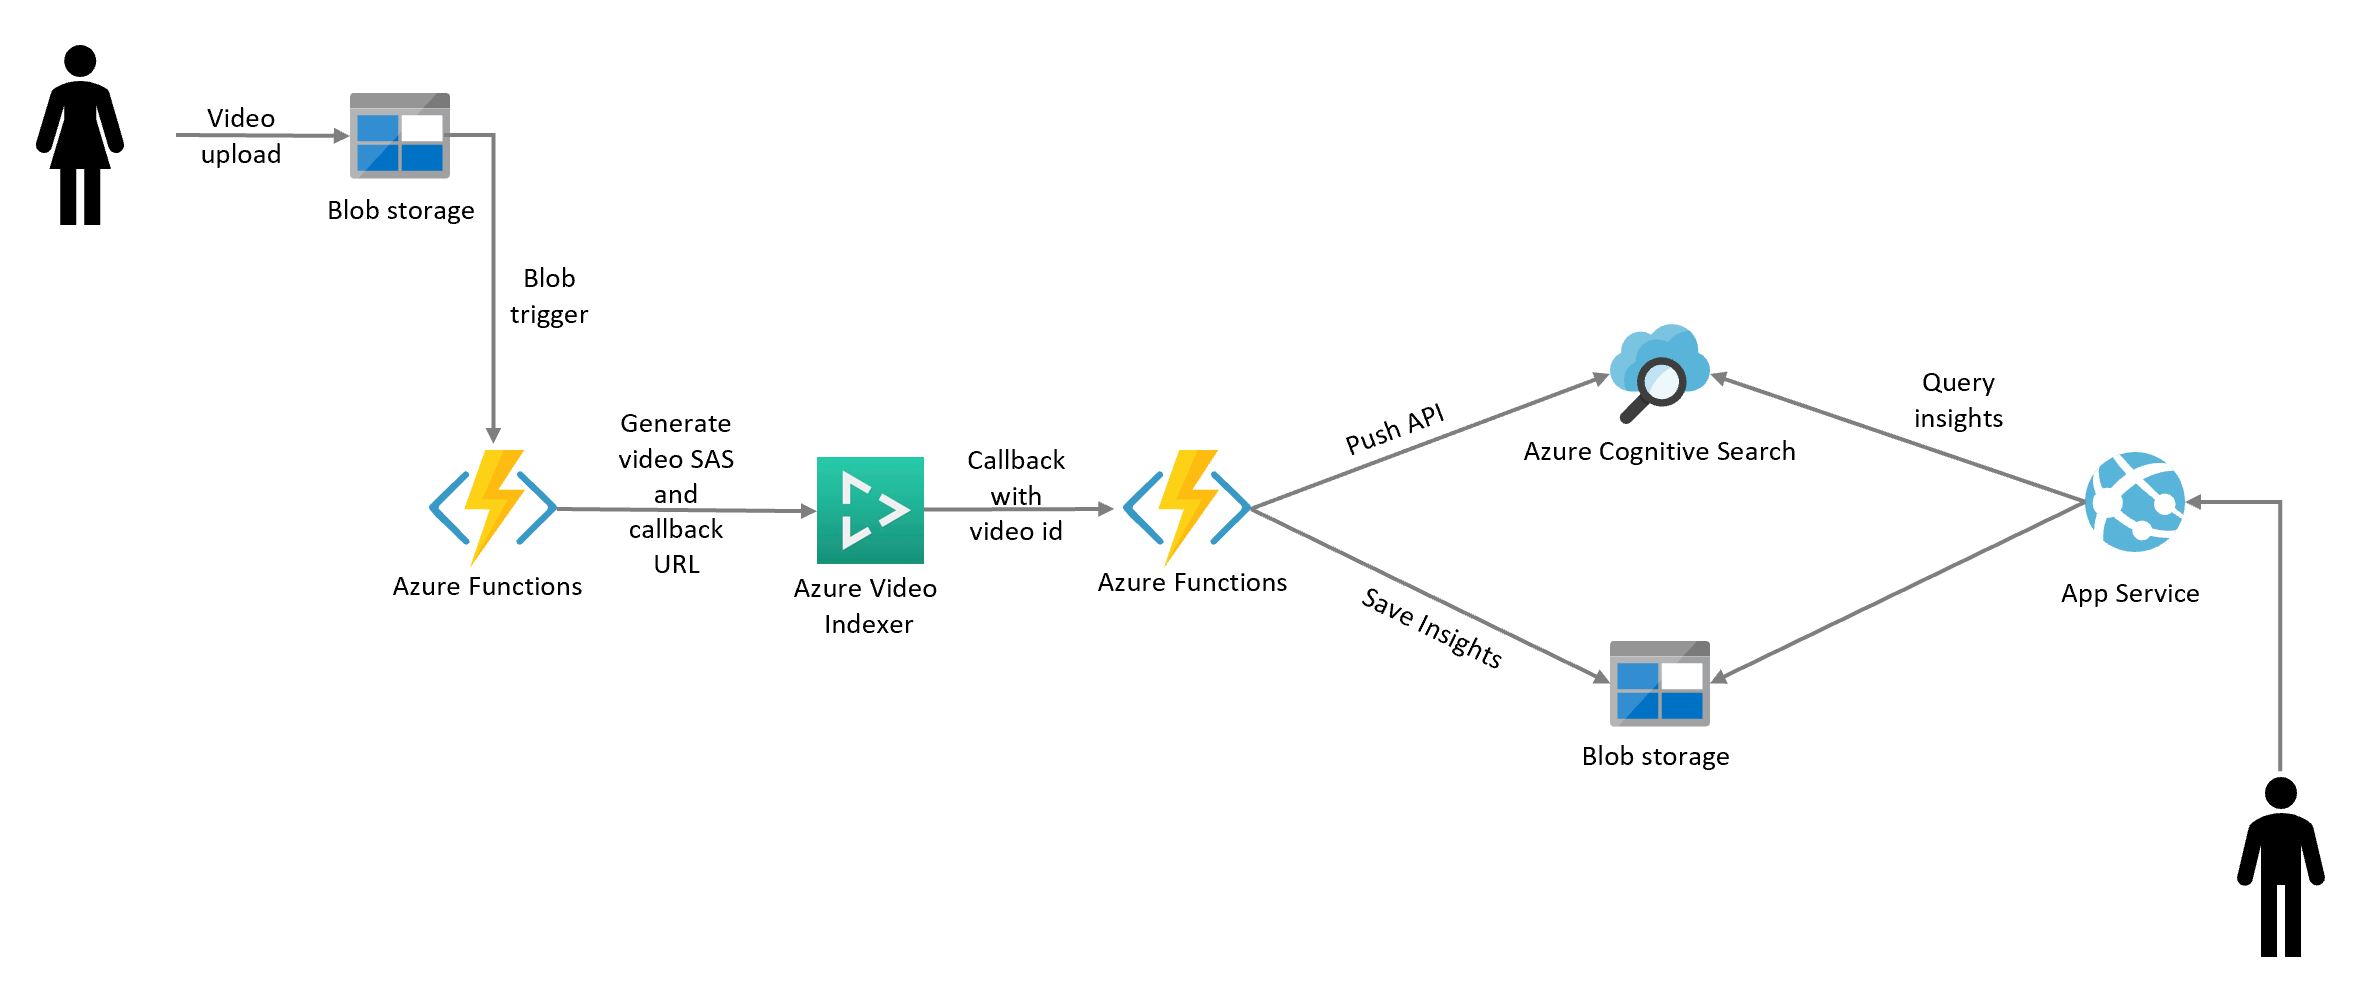 Video
upload
Blob storage
Blob
trigger
Generate
video SAS
and
callback
URL
Azure Functions
Callback
with
video id
Azure Video
Indexer
Azure Functions
Push API
Save Insights
Azure Cognitive Search
Query
insights
App Service
Blob storage